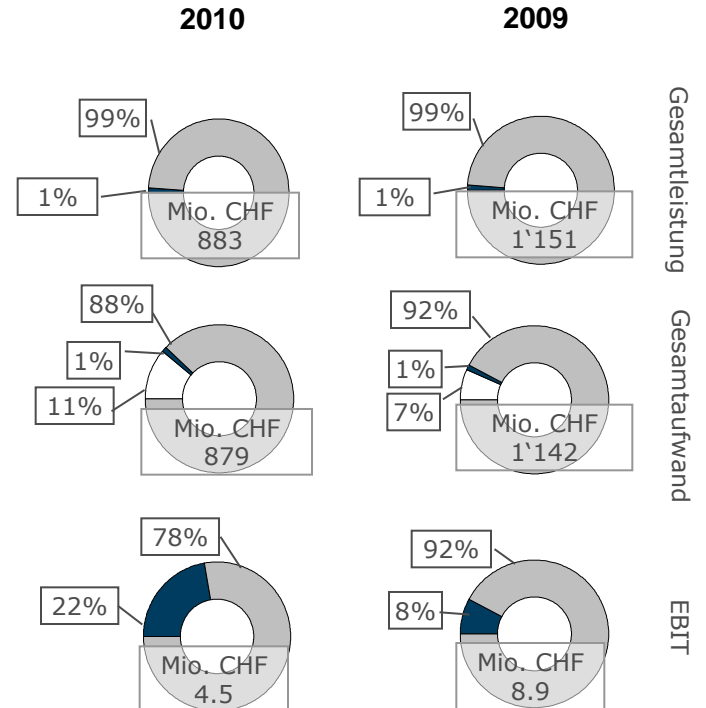 2010
2009
99%
1%
Mio. CHF
883
99%
1%
Mio. CHF
1‘151
Gesamtleistung
88%
1%
11%
Mio. CHF
879
92%
1%
7%
Mio. CHF
1‘142
Gesamtaufwand
78%
22%
Mio. CHF
4.5
92%
8%
Mio. CHF
8.9
EBIT